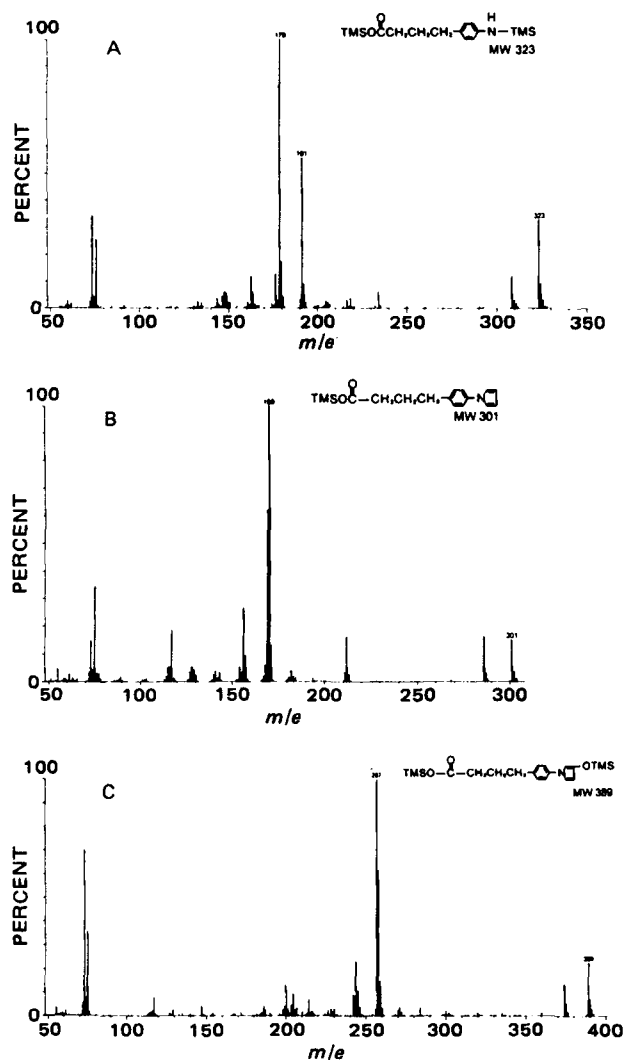 A
TMSOCCH₂CH₂CH₂
O
H
N—TMS
MW 323
100
PERCENT
0
191
323
50 100 150 200 250 300 350
m/e
B
O
TMSOC—CH₂CH₂CH₂
N
MW 301
100
PERCENT
0
301
50 100 150 200 250 300
m/e
C
O
TMSO—C—CH₂CH₂CH₂
N
OTMS
MW 389
100
PERCENT
0
50 100 150 200 250 300 350 400
m/e